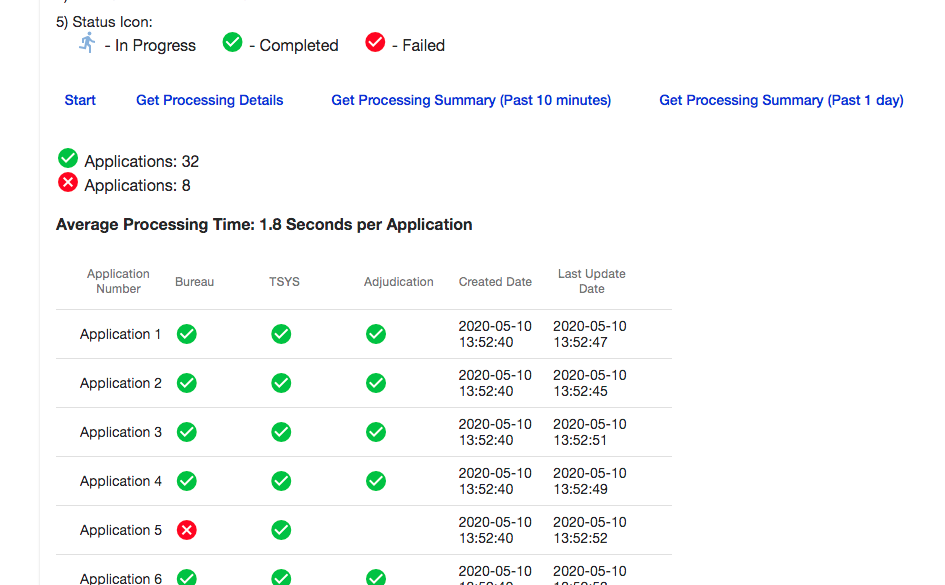 5) Status Icon:
- In Progress - Completed - Failed
Start Get Processing Details Get Processing Summary (Past 10 minutes) Get Processing Summary (Past 1 day)
Applications: 32
Applications: 8
Average Processing Time: 1.8 Seconds per Application
Application Number Bureau TSYS Adjudication Created Date Last Update Date
Application 1 2020-05-10 13:52:40 2020-05-10 13:52:47
Application 2 2020-05-10 13:52:40 2020-05-10 13:52:45
Application 3 2020-05-10 13:52:40 2020-05-10 13:52:51
Application 4 2020-05-10 13:52:40 2020-05-10 13:52:49
Application 5 2020-05-10 13:52:40 2020-05-10 13:52:52
Application 6 2020-05-10 2020-05-10